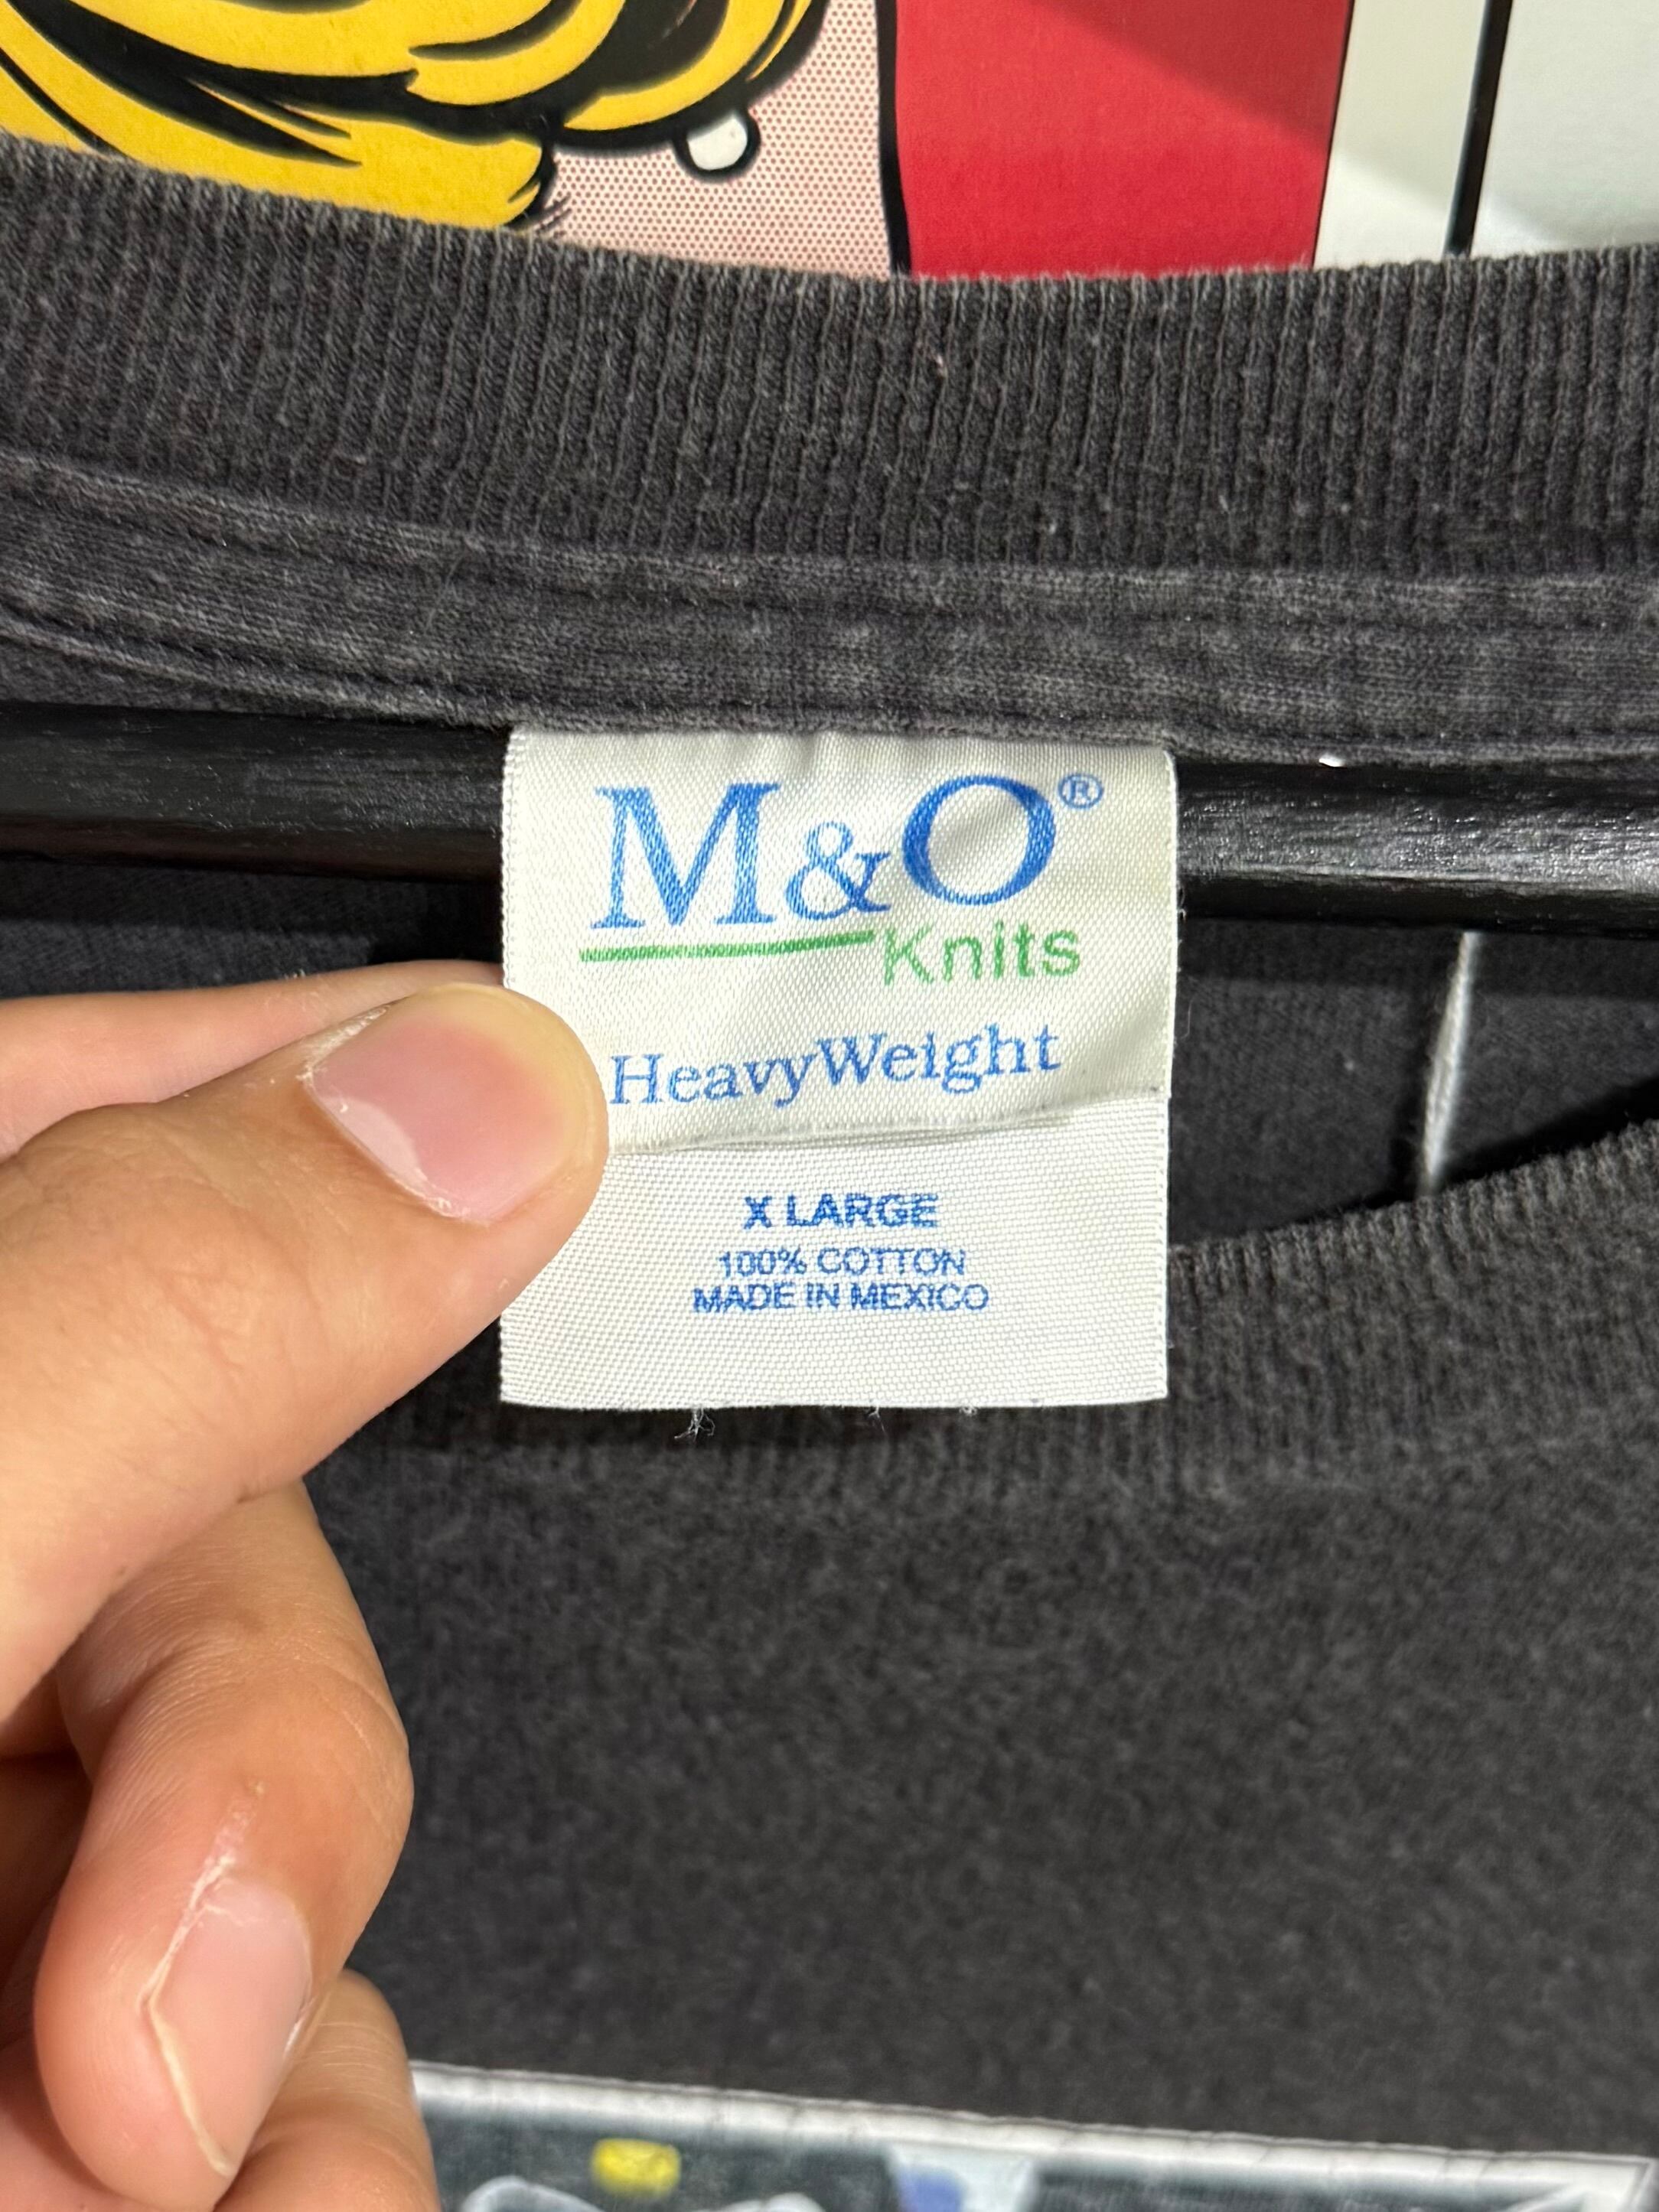 M&O®
Knits
HeavyWeight
X LARGE
100% COTTON
MADE IN MEXICO